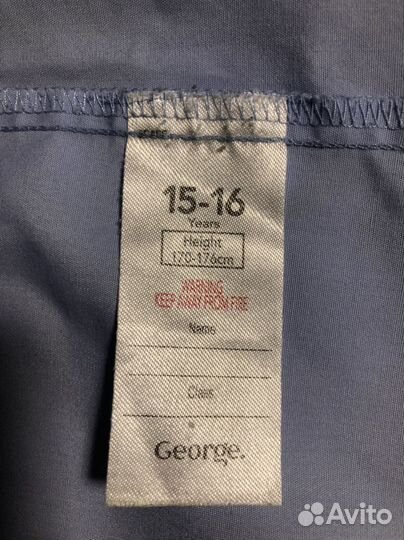 15-16
Years
Height
170-176cm
WARNING
KEEP AWAY FROM FIRE
Name
Class
George.
Avito